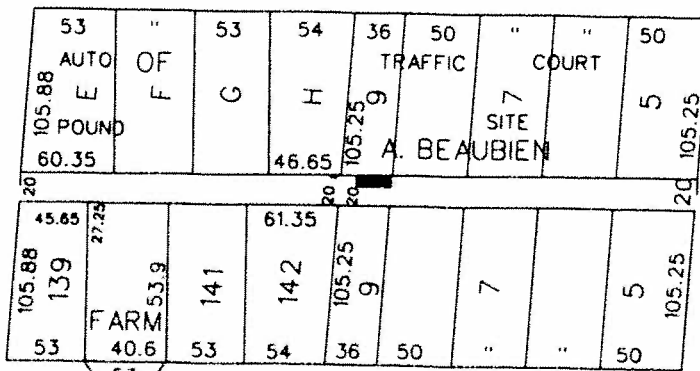 53 " 53 54 36 50 " " 50
AUTO OF TRAFFIC COURT
105.88 E F G H 105.25 9 7 5 105.25
POUND SITE
60.35 46.65 A. BEAUBIEN
20 20 20 20
45.65 27.25 61.35
105.88 139 53.9 141 142 105.25 9 7 5 105.25
FARM
53 40.6 53 54 36 50 " " 50